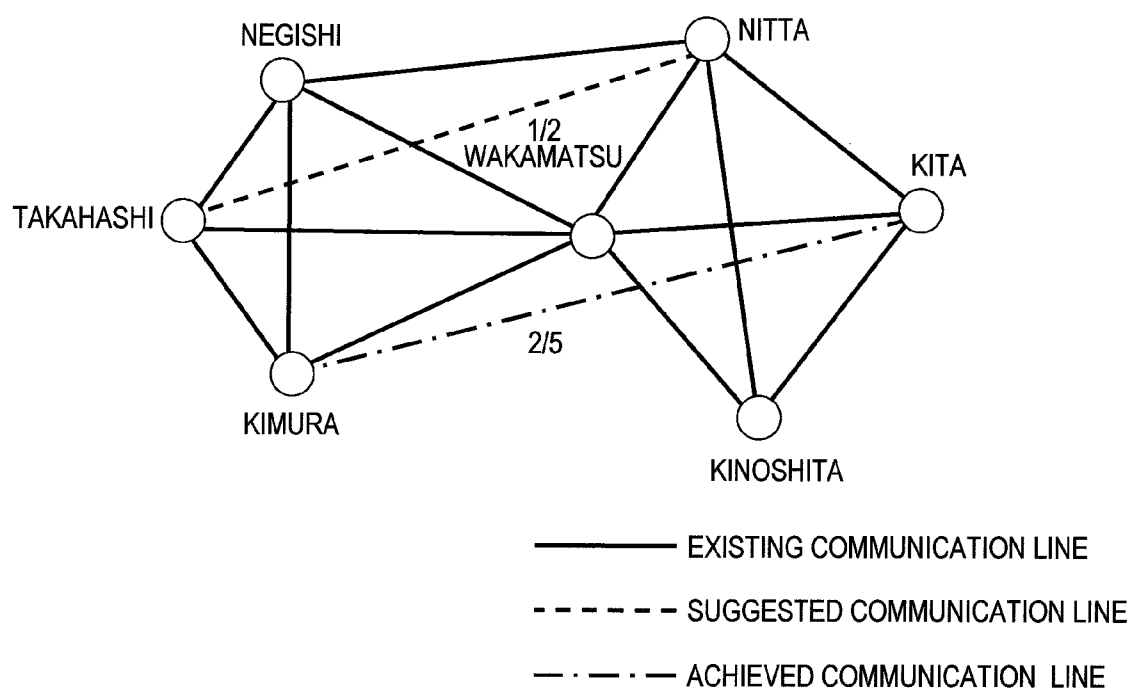 NEGISHI
NITTA
1/2
WAKAMATSU
KITA
TAKAHASHI
2/5
KIMURA
KINOSHITA
EXISTING COMMUNICATION LINE
SUGGESTED COMMUNICATION LINE
ACHIEVED COMMUNICATION LINE